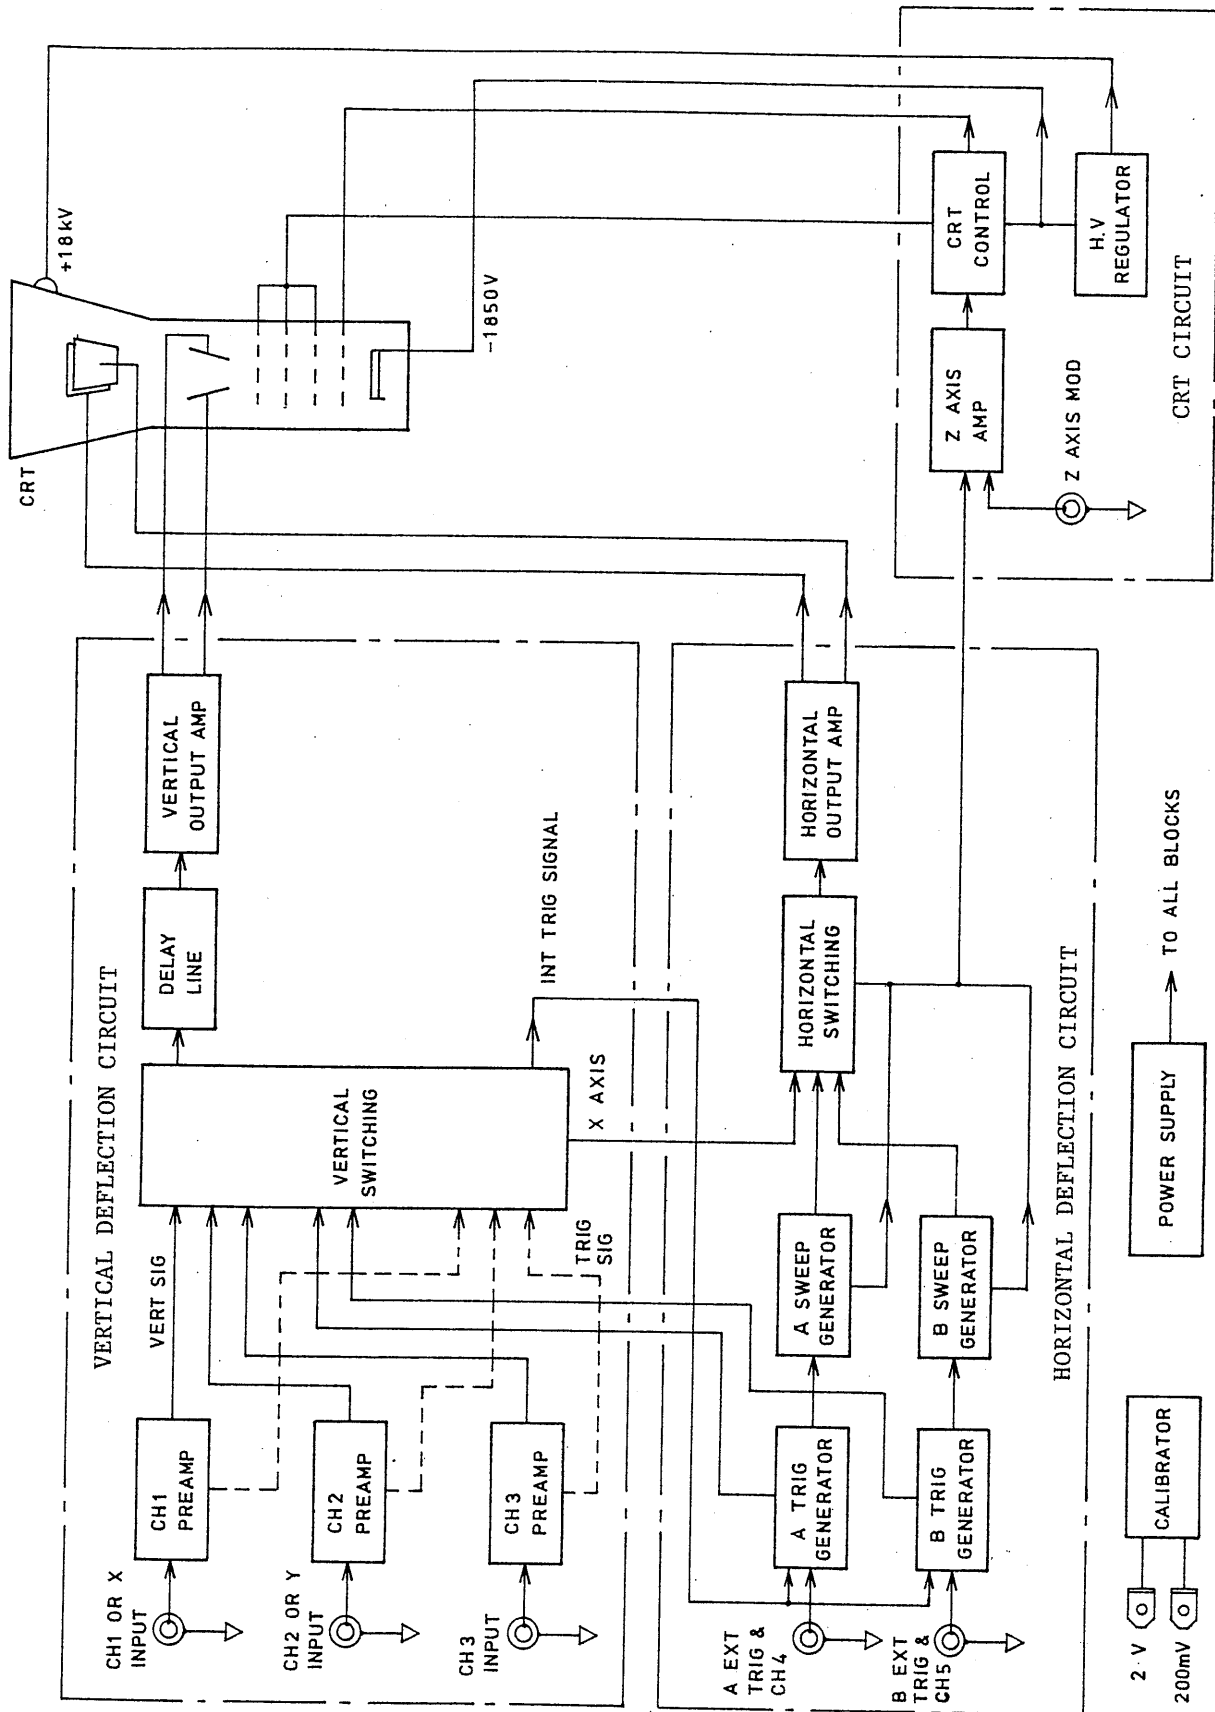 VERTICAL DEFLECTION CIRCUIT
CH1 OR X
INPUT
CH1
PREAMP
VERT SIG
CH2 OR Y
INPUT
CH2
PREAMP
CH3
INPUT
CH3
PREAMP
TRIG
SIG
VERTICAL
SWITCHING
DELAY
LINE
VERTICAL
OUTPUT AMP
INT TRIG SIGNAL
X AXIS
CRT
+18kV
-1850V
A EXT
TRIG &
CH4
A TRIG
GENERATOR
A SWEEP
GENERATOR
B EXT
TRIG &
CH5
B TRIG
GENERATOR
B SWEEP
GENERATOR
HORIZONTAL
SWITCHING
HORIZONTAL
OUTPUT AMP
HORIZONTAL DEFLECTION CIRCUIT
Z AXIS
AMP
CRT
CONTROL
H.V
REGULATOR
Z AXIS MOD
CRT CIRCUIT
2 V
200mV
CALIBRATOR
POWER SUPPLY
TO ALL BLOCKS